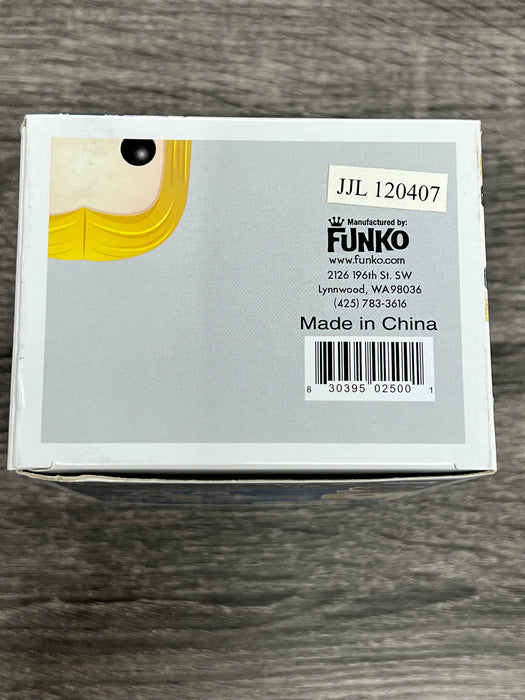 JJL 120407
Manufactured by:
FUNKO
www.funko.com
2126 196th St. SW
Lynnwood, WA98036
(425) 783-3616
Made in China
8 30395 02500 1